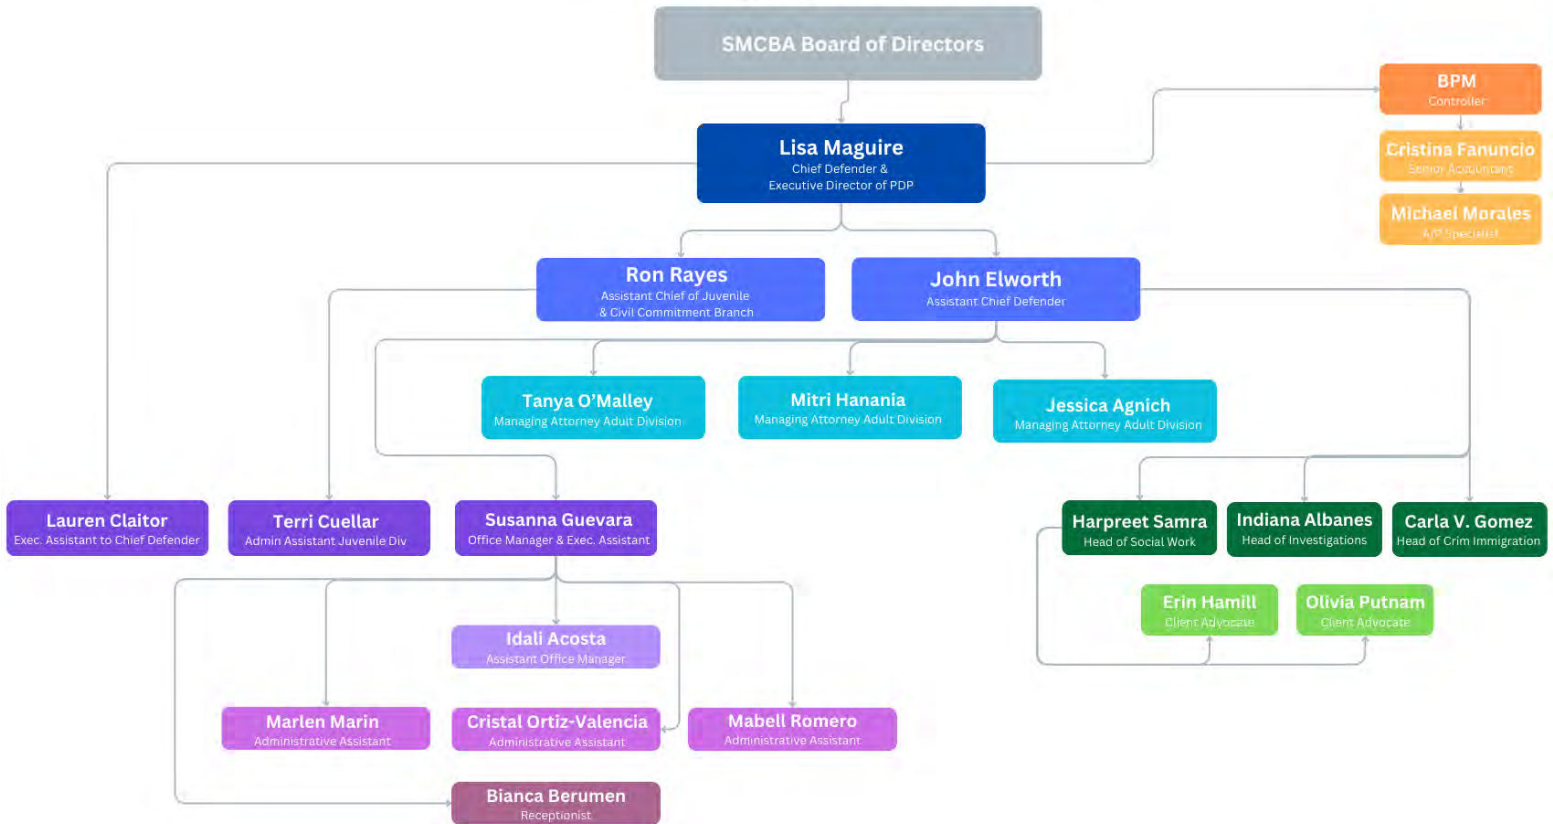 SMCBA Board of Directors
BPM
Controller
Cristina Fanuncio
Senior Accountant
Michael Morales
A/P Specialist
Lisa Maguire
Chief Defender &
Executive Director of PDP
Ron Rayes
Assistant Chief of Juvenile
& Civil Commitment Branch
John Elworth
Assistant Chief Defender
Tanya O’Malley
Managing Attorney Adult Division
Mitri Hanania
Managing Attorney Adult Division
Jessica Agnich
Managing Attorney Adult Division
Lauren Claitor
Exec. Assistant to Chief Defender
Terri Cuellar
Admin Assistant Juvenile Div
Susanna Guevara
Office Manager & Exec. Assistant
Harpreet Samra
Head of Social Work
Indiana Albanes
Head of Investigations
Carla V. Gomez
Head of Crim Immigration
Erin Hamill
Client Advocate
Olivia Putnam
Client Advocate
Idali Acosta
Assistant Office Manager
Marlen Marin
Administrative Assistant
Cristal Ortiz-Valencia
Administrative Assistant
Mabell Romero
Administrative Assistant
Bianca Berumen
Receptionist